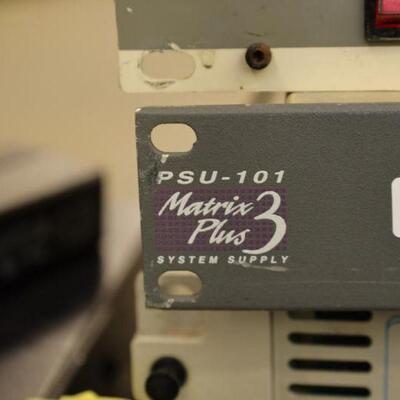 PSU-101
Matrix
Plus 3
SYSTEM SUPPLY